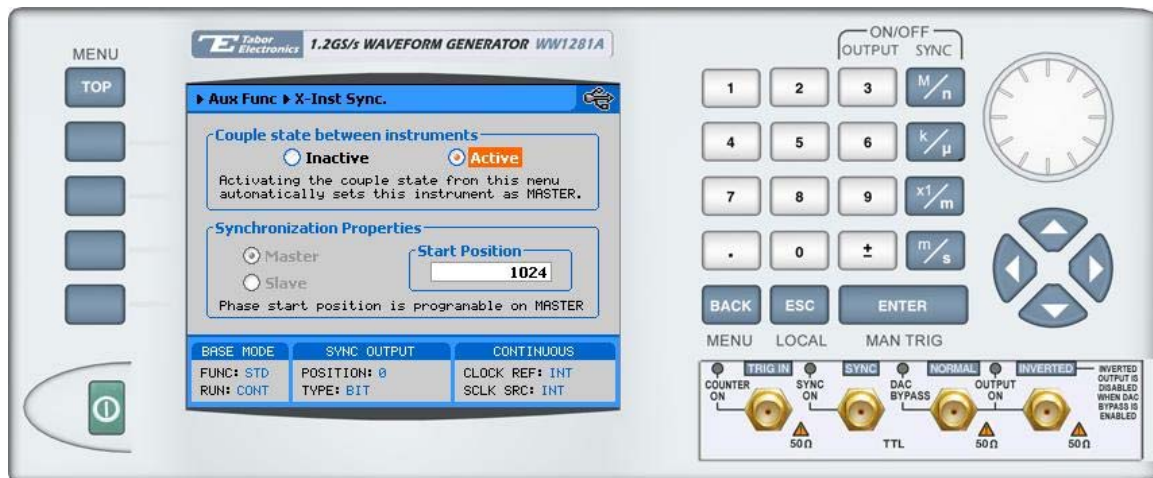 MENU
TOP
Tabor Electronics 1.2GS/s WAVEFORM GENERATOR WW1281A
Aux Func X-Inst Sync.
Couple state between instruments
Inactive Active
Activating the couple state from this menu
automatically sets this instrument as MASTER.
Synchronization Properties
Master
Slave
Start Position
1024
Phase start position is programable on MASTER
BASE MODE SYNC OUTPUT CONTINUOUS
FUNC: STD POSITION: 0 CLOCK REF: INT
RUN: CONT TYPE: BIT SCLK SRC: INT
ON/OFF
OUTPUT SYNC
1 2 3 M/n
4 5 6 k/µ
7 8 9 x1/m
. 0 ± m/s
BACK ESC ENTER
MENU LOCAL MAN TRIG
TRIG IN SYNC NORMAL INVERTED
COUNTER ON
SYNC ON
DAC BYPASS
OUTPUT ON
INVERTED
OUTPUT IS
DISABLED
WHEN DAC
BYPASS IS
ENABLED
50Ω TTL 50Ω 50Ω